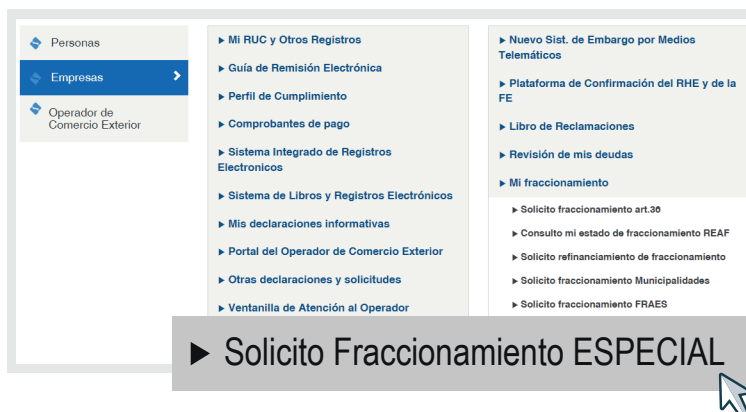 Personas
Empresas
Operador de
Comercio Exterior
Mi RUC y Otros Registros
Guía de Remisión Electrónica
Perfil de Cumplimiento
Comprobantes de pago
Sistema Integrado de Registros
Electronicos
Sistema de Libros y Registros Electrónicos
Mis declaraciones informativas
Portal del Operador de Comercio Exterior
Otras declaraciones y solicitudes
Ventanilla de Atención al Operador
Nuevo Sist. de Embargo por Medios
Telemáticos
Plataforma de Confirmación del RHE y de la
FE
Libro de Reclamaciones
Revisión de mis deudas
Mi fraccionamiento
Solicito fraccionamiento art.36
Consulto mi estado de fraccionamiento REAF
Solicito refinanciamiento de fraccionamiento
Solicito fraccionamiento Municipalidades
Solicito fraccionamiento FRAES
Solicito Fraccionamiento ESPECIAL